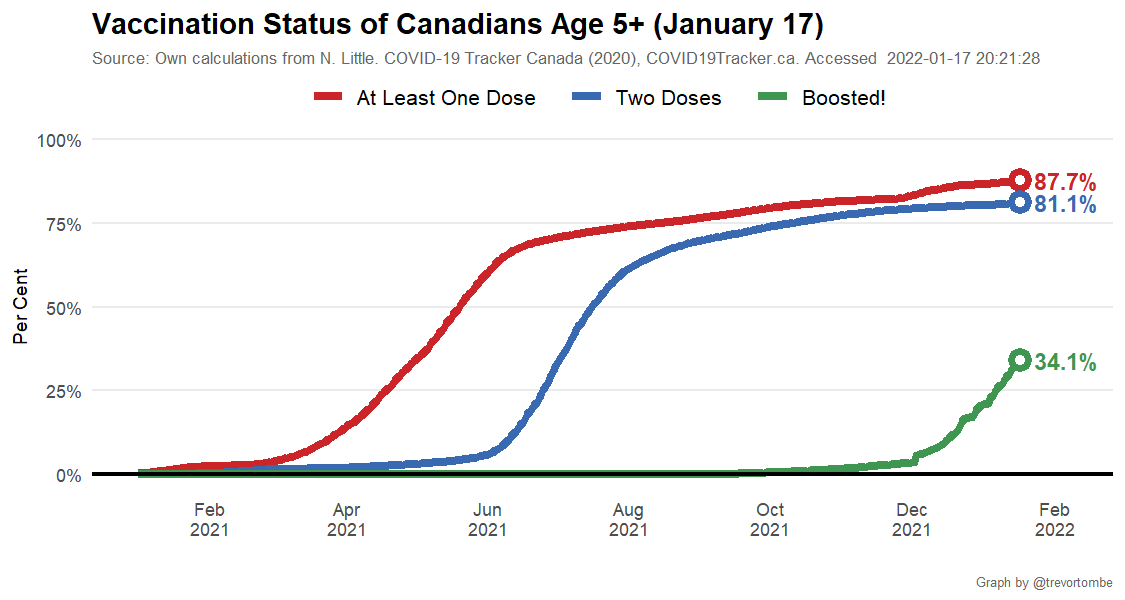 Vaccination Status of Canadians Age 5+ (January 17)
Source: Own calculations from N. Little. COVID-19 Tracker Canada (2020), COVID19Tracker.ca. Accessed  2022-01-17 20:21:28
At Least One Dose Two Doses Boosted!
100%
87.7%
81.1%
75%
Per Cent
50%
34.1%
25%
0%
Feb Apr Jun Aug Oct Dec Feb
2021 2021 2021 2021 2021 2021 2022
Graph by @trevortombe